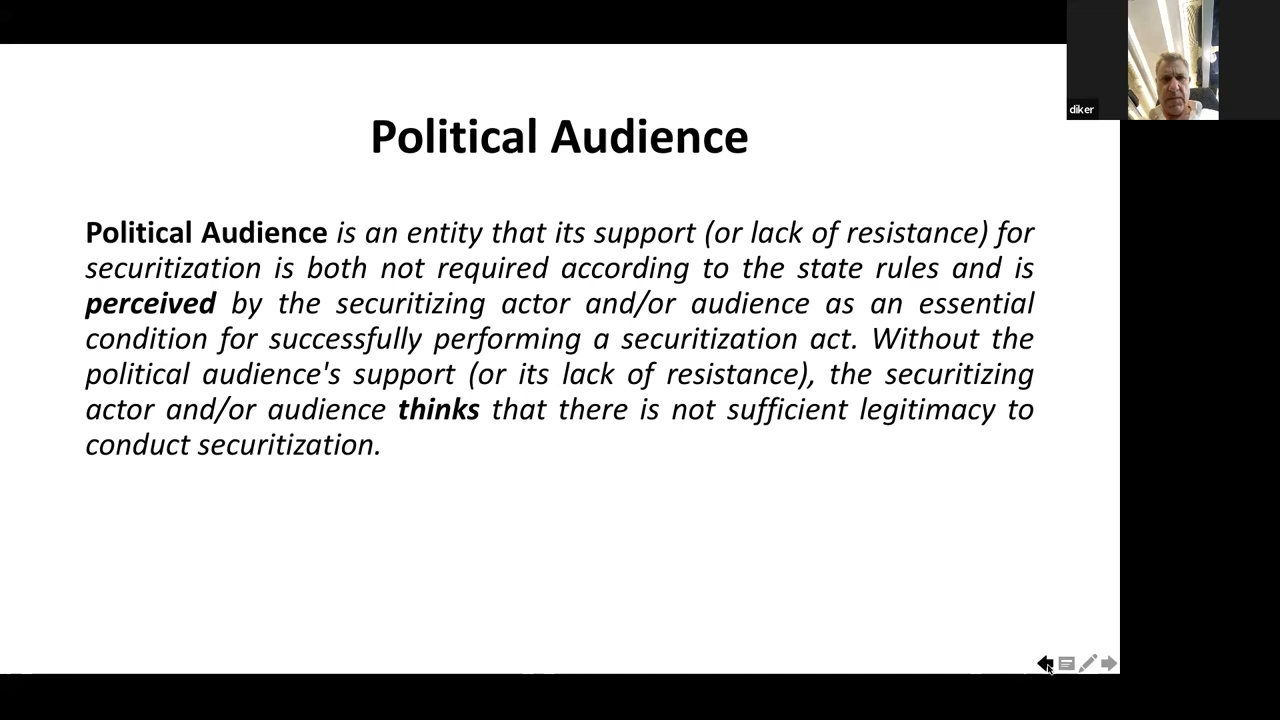 Political Audience
Political Audience is an entity that its support (or lack of resistance) for
securitization is both not required according to the state rules and is
perceived by the securitizing actor and/or audience as an essential
condition for successfully performing a securitization act. Without the
political audience's support (or its lack of resistance), the securitizing
actor and/or audience thinks that there is not sufficient legitimacy to
conduct securitization.
diker